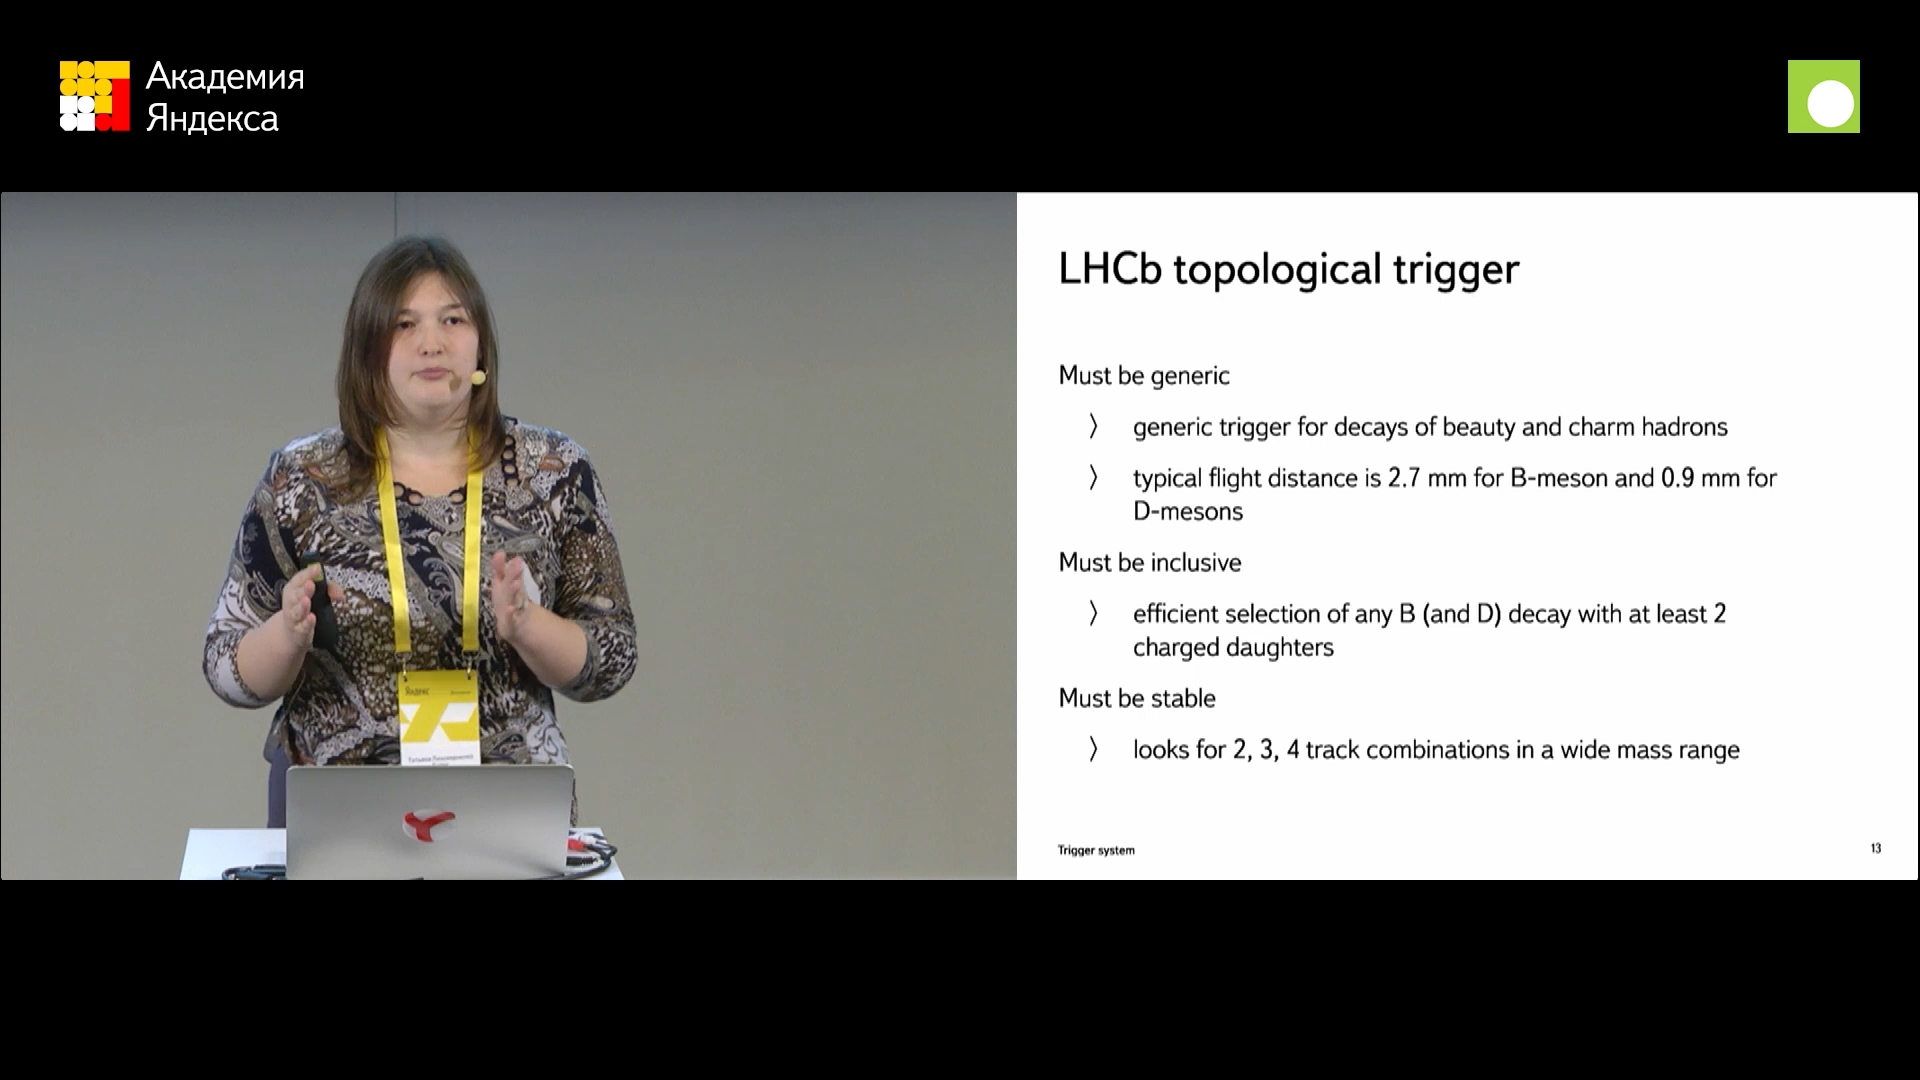 Академия
Яндекса
LHCb topological trigger
Must be generic
〉 generic trigger for decays of beauty and charm hadrons
〉 typical flight distance is 2.7 mm for B-meson and 0.9 mm for
D-mesons
Must be inclusive
〉 efficient selection of any B (and D) decay with at least 2
charged daughters
Must be stable
〉 looks for 2, 3, 4 track combinations in a wide mass range
Trigger system
13
Яндекс